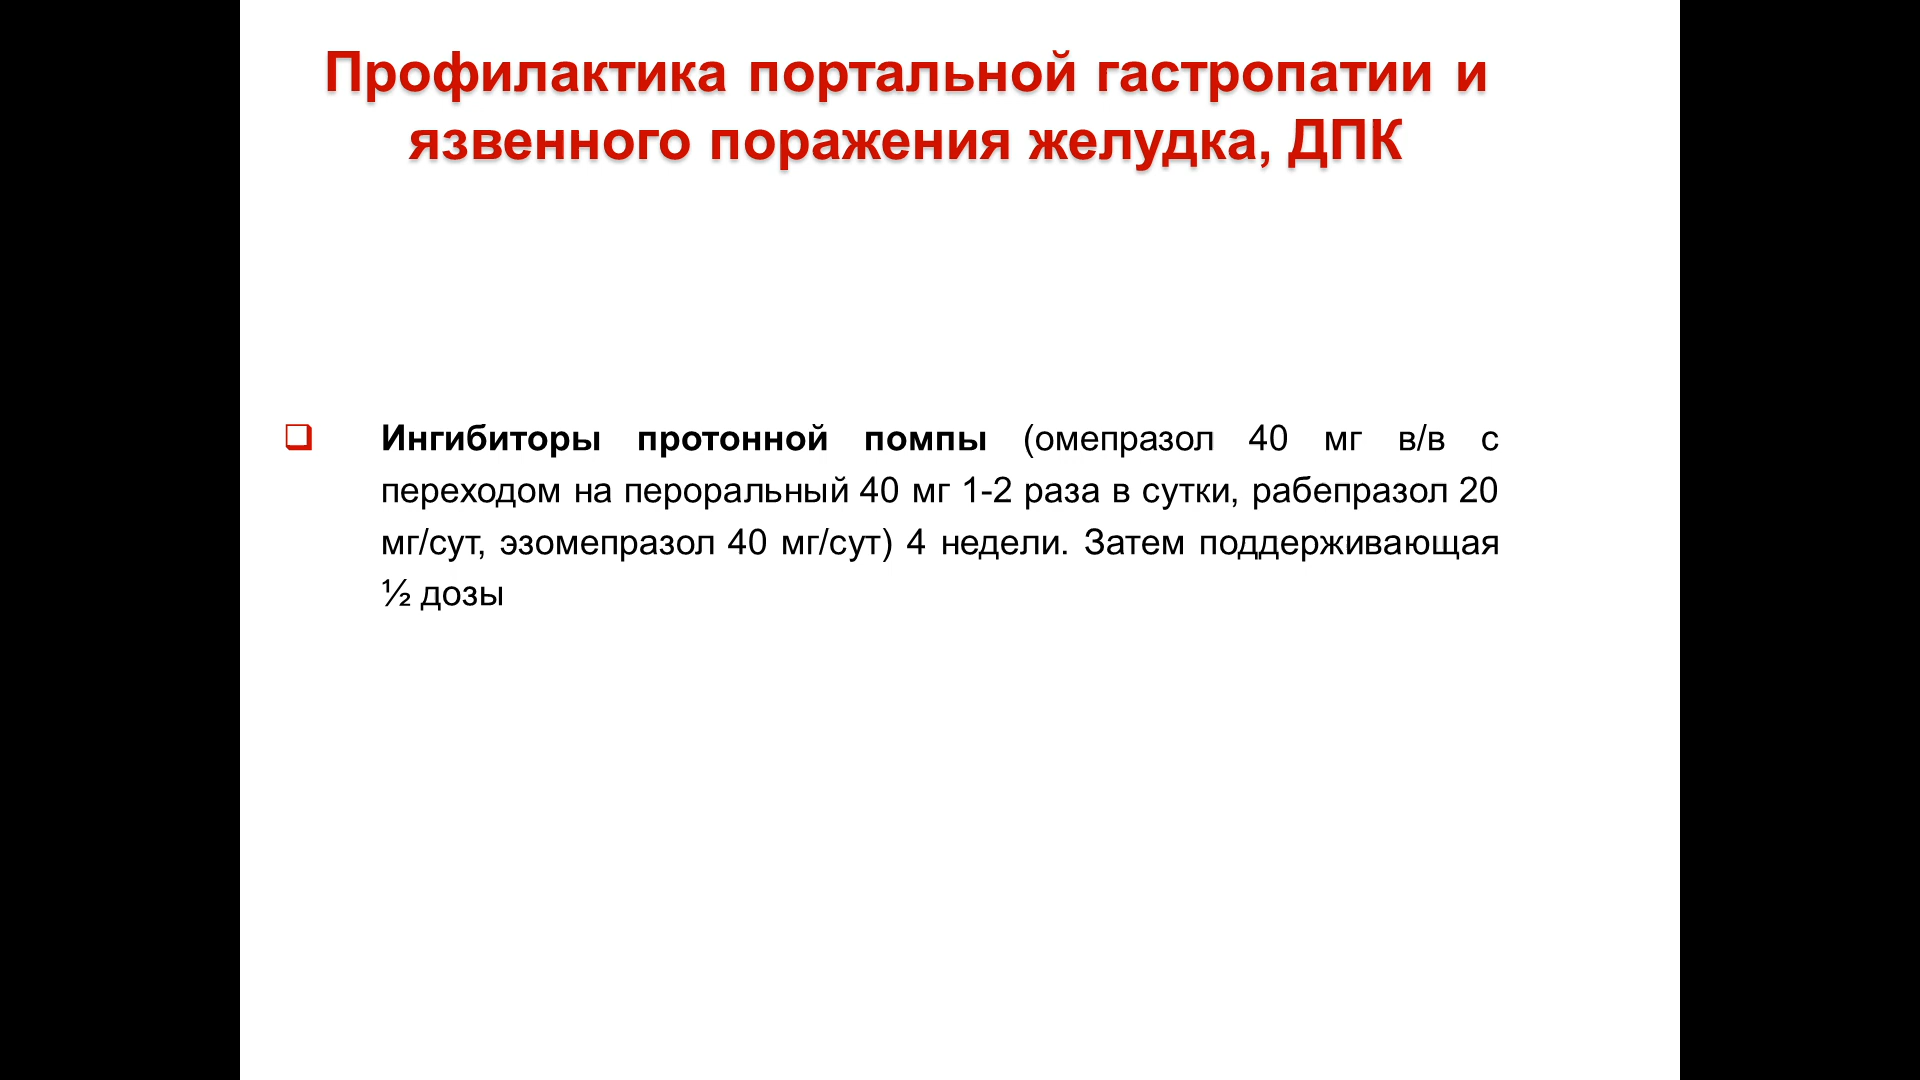 Профилактика портальной гастропатии и
язвенного поражения желудка, ДПК
Ингибиторы протонной помпы (омепразол 40 мг в/в с
переходом на пероральный 40 мг 1-2 раза в сутки, рабепразол 20
мг/сут, эзомепразол 40 мг/сут) 4 недели. Затем поддерживающая
½ дозы